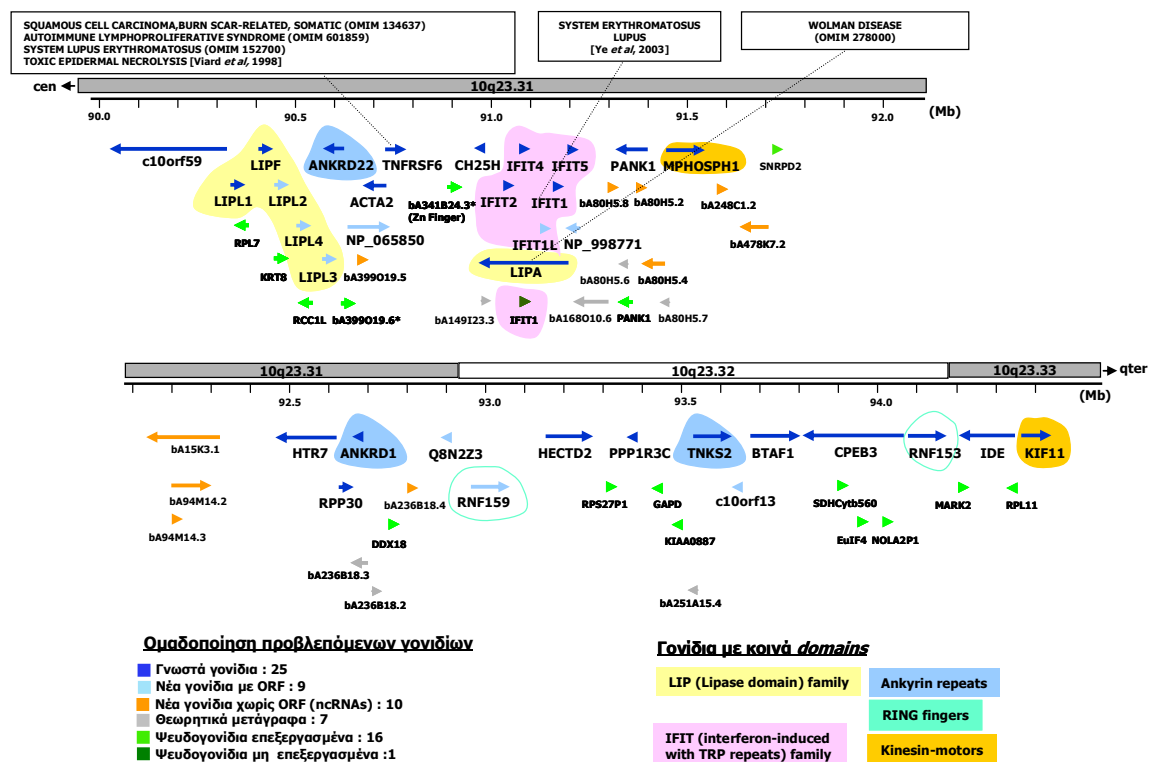 SQUAMOUS CELL CARCINOMA,BURN SCAR-RELATED, SOMATIC (OMIM 134637)
AUTOIMMUNE LYMPHOPROLIFERATIVE SYNDROME (OMIM 601859)
SYSTEM LUPUS ERYTHROMATOSUS (OMIM 152700)
TOXIC EPIDERMAL NECROLYSIS [Viard et al, 1998]
SYSTEM ERYTHROMATOSUS
LUPUS
[Ye et al, 2003]
WOLMAN DISEASE
(OMIM 278000)
cen
10q23.31
90.0 90.5 91.0 91.5 92.0 (Mb)
c10orf59 LIPF ANKRD22 TNFRSF6 CH25H IFIT4 IFIT5 PANK1 MPHOSPH1 SNRPD2
LIPL1 LIPL2 ACTA2 bA341B24.3* IFIT2 IFIT1 bA80H5.8 bA80H5.2 bA248C1.2
(Zn Finger)
RPL7 LIPL4 NP_065850 IFIT1L NP_998771 bA478K7.2
KRT8 LIPL3 bA399O19.5 LIPA bA80H5.6 bA80H5.4
RCC1L bA399O19.6* bA149I23.3 IFIT1 bA168O10.6 PANK1 bA80H5.7
10q23.31 10q23.32 10q23.33 qter
92.5 93.0 93.5 94.0 (Mb)
bA15K3.1 HTR7 ANKRD1 Q8N2Z3 HECTD2 PPP1R3C TNKS2 BTAF1 CPEB3 RNF153 IDE KIF11
bA94M14.2 RPP30 bA236B18.4 RNF159 RPS27P1 GAPD c10orf13 SDHCytb560 MARK2 RPL11
bA94M14.3 DDX18 KIAA0887 EuIF4 NOLA2P1
bA236B18.3
bA236B18.2 bA251A15.4
Ομαδοποίηση προβλεπόμενων γονιδίων
Γνωστά γονίδια : 25
Νέα γονίδια με ORF : 9
Νέα γονίδια χωρίς ORF (ncRNAs) : 10
Θεωρητικά μετάγραφα : 7
Ψευδογονίδια επεξεργασμένα : 16
Ψευδογονίδια μη επεξεργασμένα :1
Γονίδια με κοινά domains
LIP (Lipase domain) family
Ankyrin repeats
RING fingers
IFIT (interferon-induced
with TRP repeats) family
Kinesin-motors